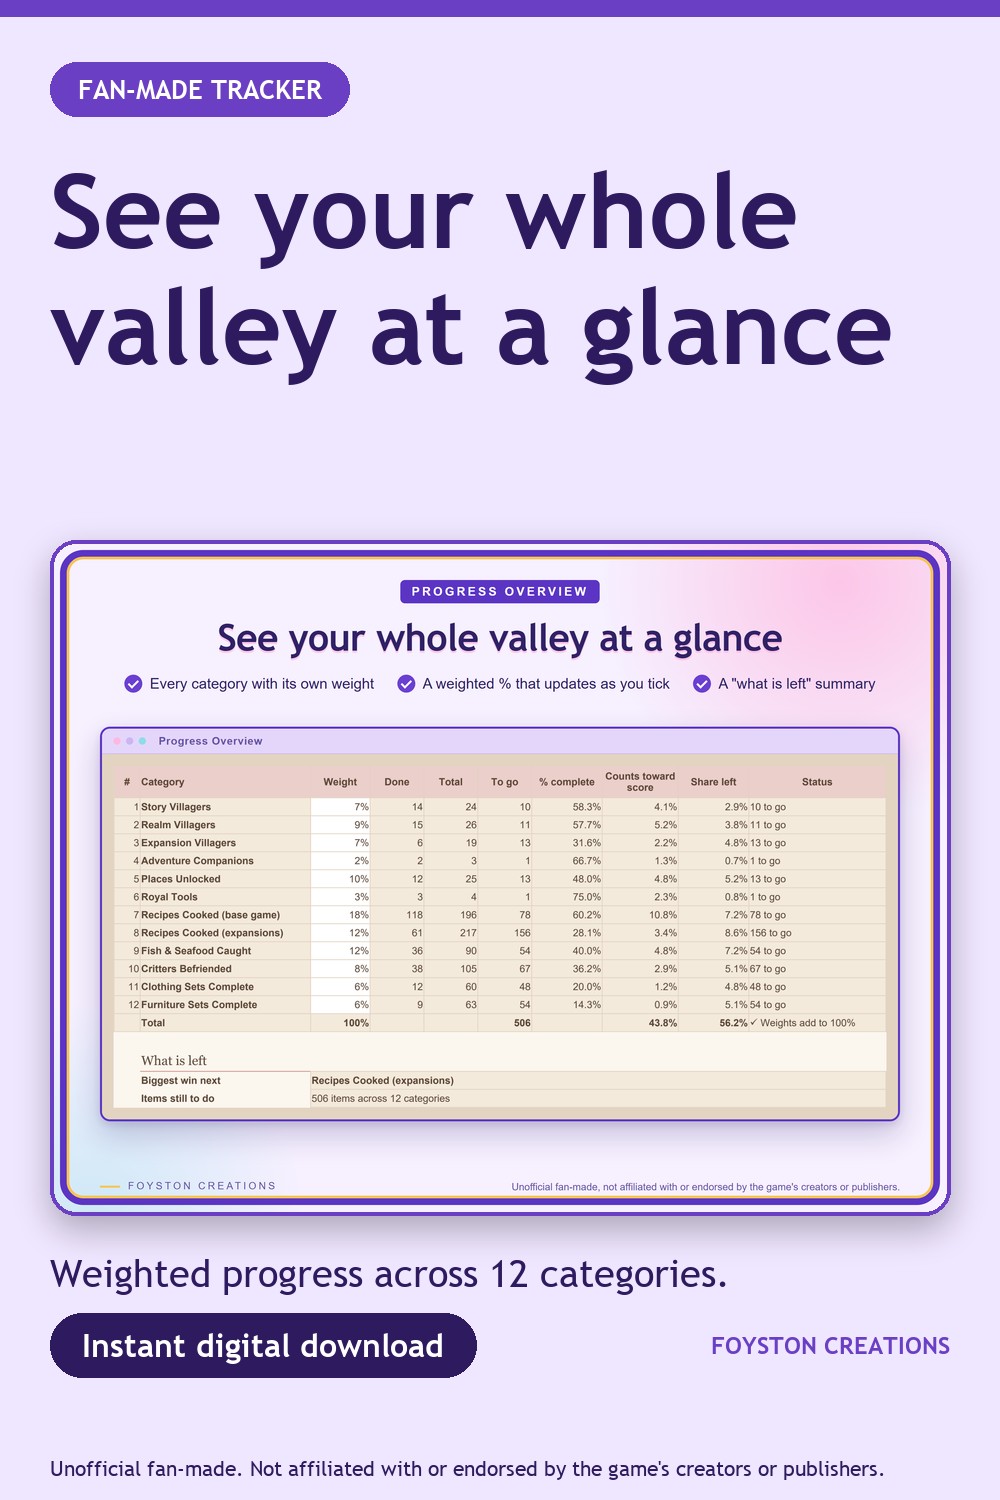 FAN-MADE TRACKER
See your whole
valley at a glance
PROGRESS OVERVIEW
See your whole valley at a glance
Every category with its own weight A weighted % that updates as you tick A "what is left" summary
Progress Overview
# Category Weight Done Total To go % complete Counts toward score Share left Status
1 Story Villagers 7% 14 24 10 58.3% 4.1% 2.9% 10 to go
2 Realm Villagers 9% 15 26 11 57.7% 5.2% 3.8% 11 to go
3 Expansion Villagers 7% 6 19 13 31.6% 2.2% 4.8% 13 to go
4 Adventure Companions 2% 2 3 1 66.7% 1.3% 0.7% 1 to go
5 Places Unlocked 10% 12 25 13 48.0% 4.8% 5.2% 13 to go
6 Royal Tools 3% 3 4 1 75.0% 2.3% 0.8% 1 to go
7 Recipes Cooked (base game) 18% 118 196 78 60.2% 10.8% 7.2% 78 to go
8 Recipes Cooked (expansions) 12% 61 217 156 28.1% 3.4% 8.6% 156 to go
9 Fish & Seafood Caught 12% 36 90 54 40.0% 4.8% 7.2% 54 to go
10 Critters Befriended 8% 38 105 67 36.2% 2.9% 5.1% 67 to go
11 Clothing Sets Complete 6% 12 60 48 20.0% 1.2% 4.8% 48 to go
12 Furniture Sets Complete 6% 9 63 54 14.3% 0.9% 5.1% 54 to go
Total 100% 506 43.8% 56.2% ✓ Weights add to 100%
What is left
Biggest win next Recipes Cooked (expansions)
Items still to do 506 items across 12 categories
FOYSTON CREATIONS Unofficial fan-made, not affiliated with or endorsed by the game's creators or publishers.
Weighted progress across 12 categories.
Instant digital download FOYSTON CREATIONS
Unofficial fan-made. Not affiliated with or endorsed by the game's creators or publishers.